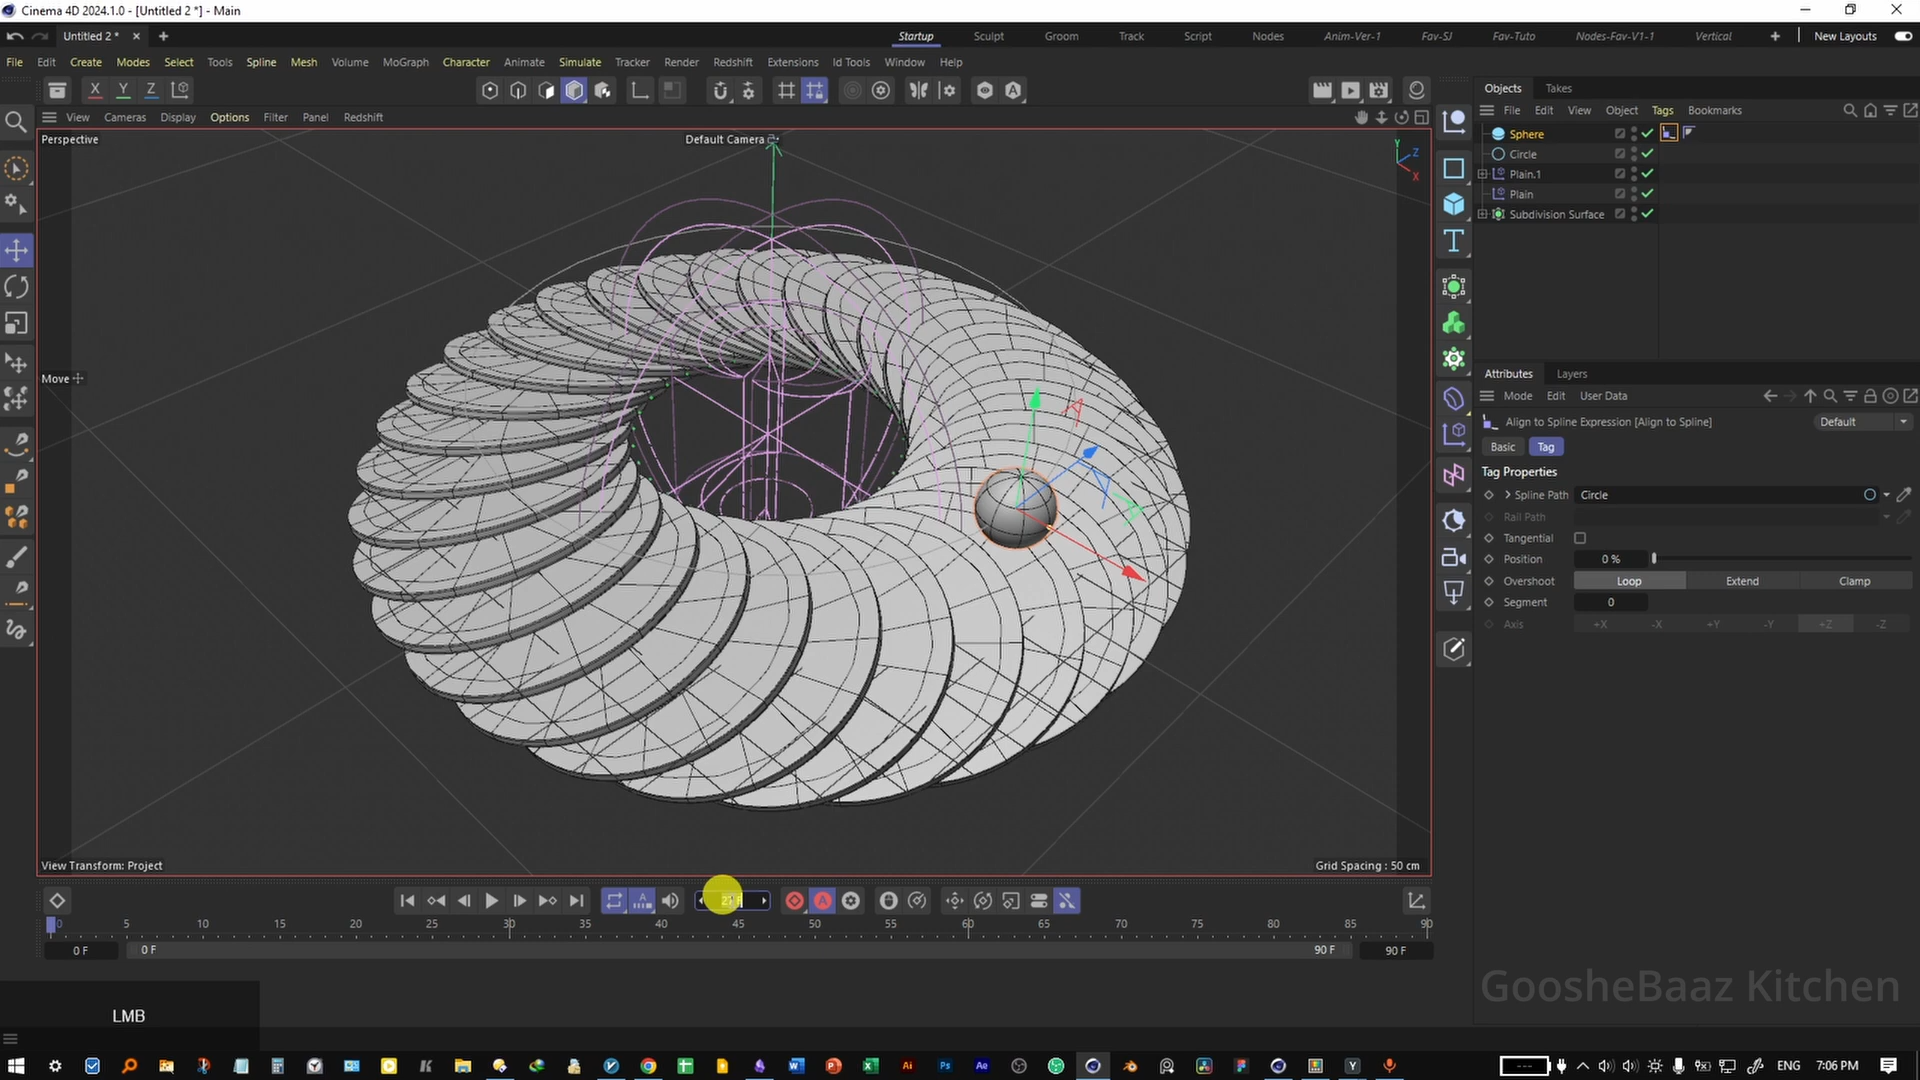 Cinema 4D 2024.1.0 - [Untitled 2 *] - Main
Untitled 2 *
Startup Sculpt Groom Track Script Nodes Anim-Ver-1 Fav-SJ Fav-Tuto Nodes-Fav-V1-1 Vertical New Layouts
File Edit Create Modes Select Tools Spline Mesh Volume MoGraph Character Animate Simulate Tracker Render Redshift Extensions Id Tools Window Help
X Y Z
View Cameras Display Options Filter Panel Redshift
Perspective
Default Camera
Y
Z
X
Move
View Transform: Project
Grid Spacing : 50 cm
Objects Takes
File Edit View Object Tags Bookmarks
Sphere
Circle
Plain.1
Plain
Subdivision Surface
Attributes Layers
Mode Edit User Data
Align to Spline Expression [Align to Spline]
Default
Basic Tag
Tag Properties
Spline Path Circle
Rail Path
Tangential
Position 0 %
Overshoot Loop Extend Clamp
Segment 0
Axis +X -X +Y -Y +Z -Z
0 5 10 15 20 25 30 35 40 45 50 55 60 65 70 75 80 85 90
0 F 0 F 90 F 90 F
GoosheBaaz Kitchen
LMB
ENG 7:06 PM